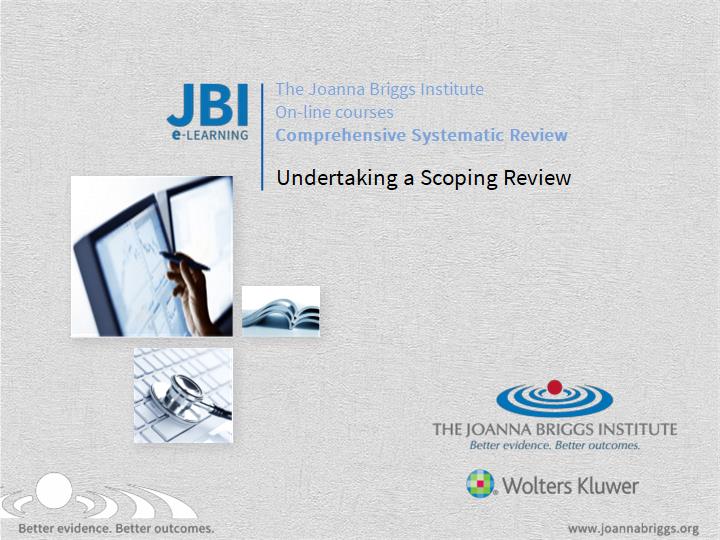 JBI
e-LEARNING
The Joanna Briggs Institute
On-line courses
Comprehensive Systematic Review
Undertaking a Scoping Review
THE JOANNA BRIGGS INSTITUTE
Better evidence. Better outcomes.
Wolters Kluwer
Better evidence. Better outcomes.
www.joannabriggs.org